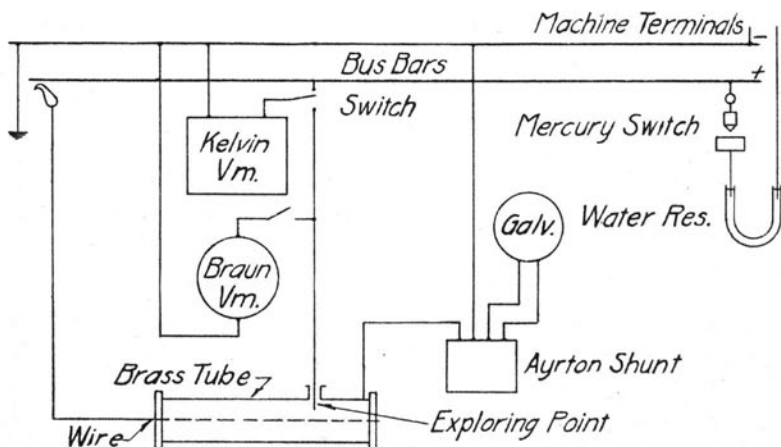 Machine Terminals -
Bus Bars +
Switch
Mercury Switch
Kelvin
Vm.
Galv.
Water Res.
Braun
Vm.
Brass Tube
Ayrton Shunt
Exploring Point
Wire